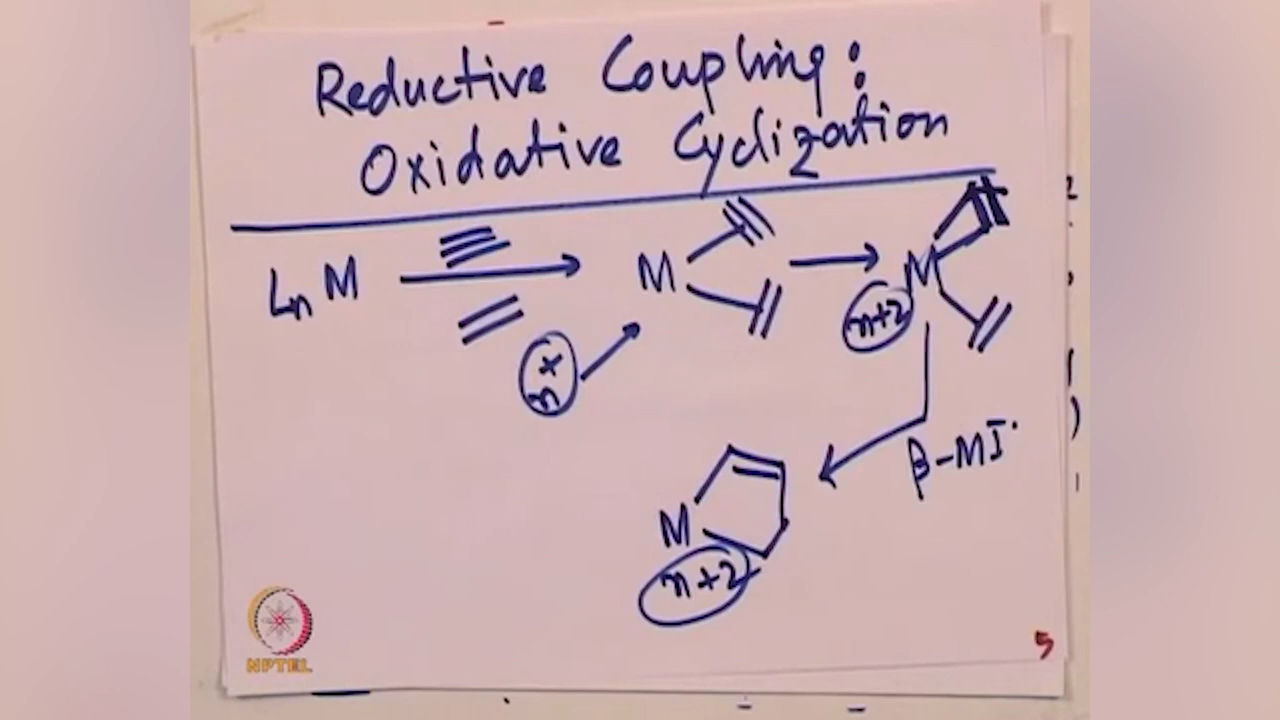 Reductive Coupling:
Oxidative Cyclization
LnM
M
M
n+
n+2
β-MI.
M
n+2
5
NPTEL